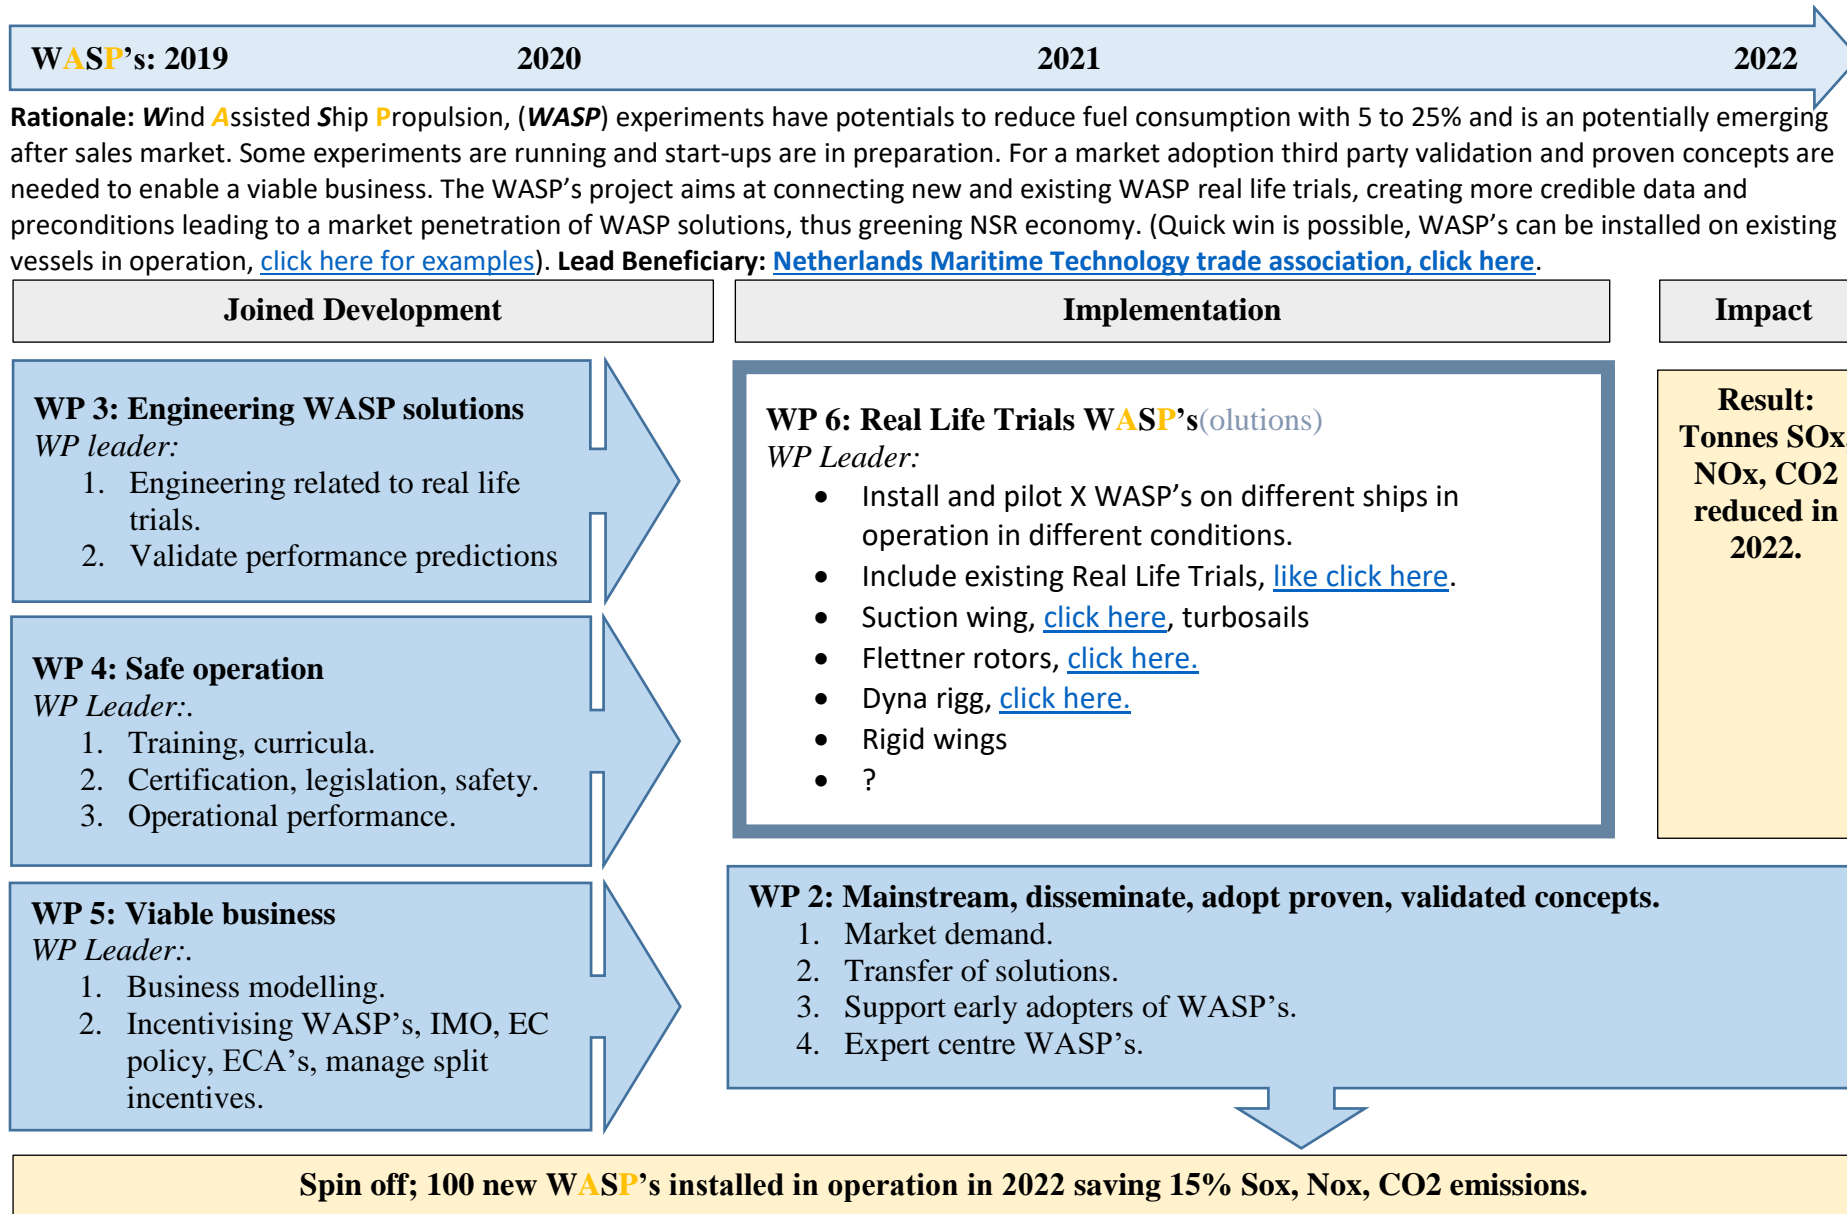 WASP's: 2019 2020 2021 2022
Rationale: Wind Assisted Ship Propulsion, (WASP) experiments have potentials to reduce fuel consumption with 5 to 25% and is an potentially emerging
after sales market. Some experiments are running and start-ups are in preparation. For a market adoption third party validation and proven concepts are
needed to enable a viable business. The WASP's project aims at connecting new and existing WASP real life trials, creating more credible data and
preconditions leading to a market penetration of WASP solutions, thus greening NSR economy. (Quick win is possible, WASP's can be installed on existing
vessels in operation, click here for examples). Lead Beneficiary: Netherlands Maritime Technology trade association, click here.
Joined Development
Implementation
Impact
WP 3: Engineering WASP solutions
WP leader:
1. Engineering related to real life
trials.
2. Validate performance predictions
WP 4: Safe operation
WP Leader:.
1. Training, curricula.
2. Certification, legislation, safety.
3. Operational performance.
WP 5: Viable business
WP Leader:.
1. Business modelling.
2. Incentivising WASP's, IMO, EC
policy, ECA's, manage split
incentives.
WP 6: Real Life Trials WASP's(olutions)
WP Leader:
• Install and pilot X WASP's on different ships in
operation in different conditions.
• Include existing Real Life Trials, like click here.
• Suction wing, click here, turbosails
• Flettner rotors, click here.
• Dyna rigg, click here.
• Rigid wings
• ?
Result:
Tonnes SOx,
NOx, CO2
reduced in
2022.
WP 2: Mainstream, disseminate, adopt proven, validated concepts.
1. Market demand.
2. Transfer of solutions.
3. Support early adopters of WASP's.
4. Expert centre WASP's.
Spin off; 100 new WASP's installed in operation in 2022 saving 15% Sox, Nox, CO2 emissions.